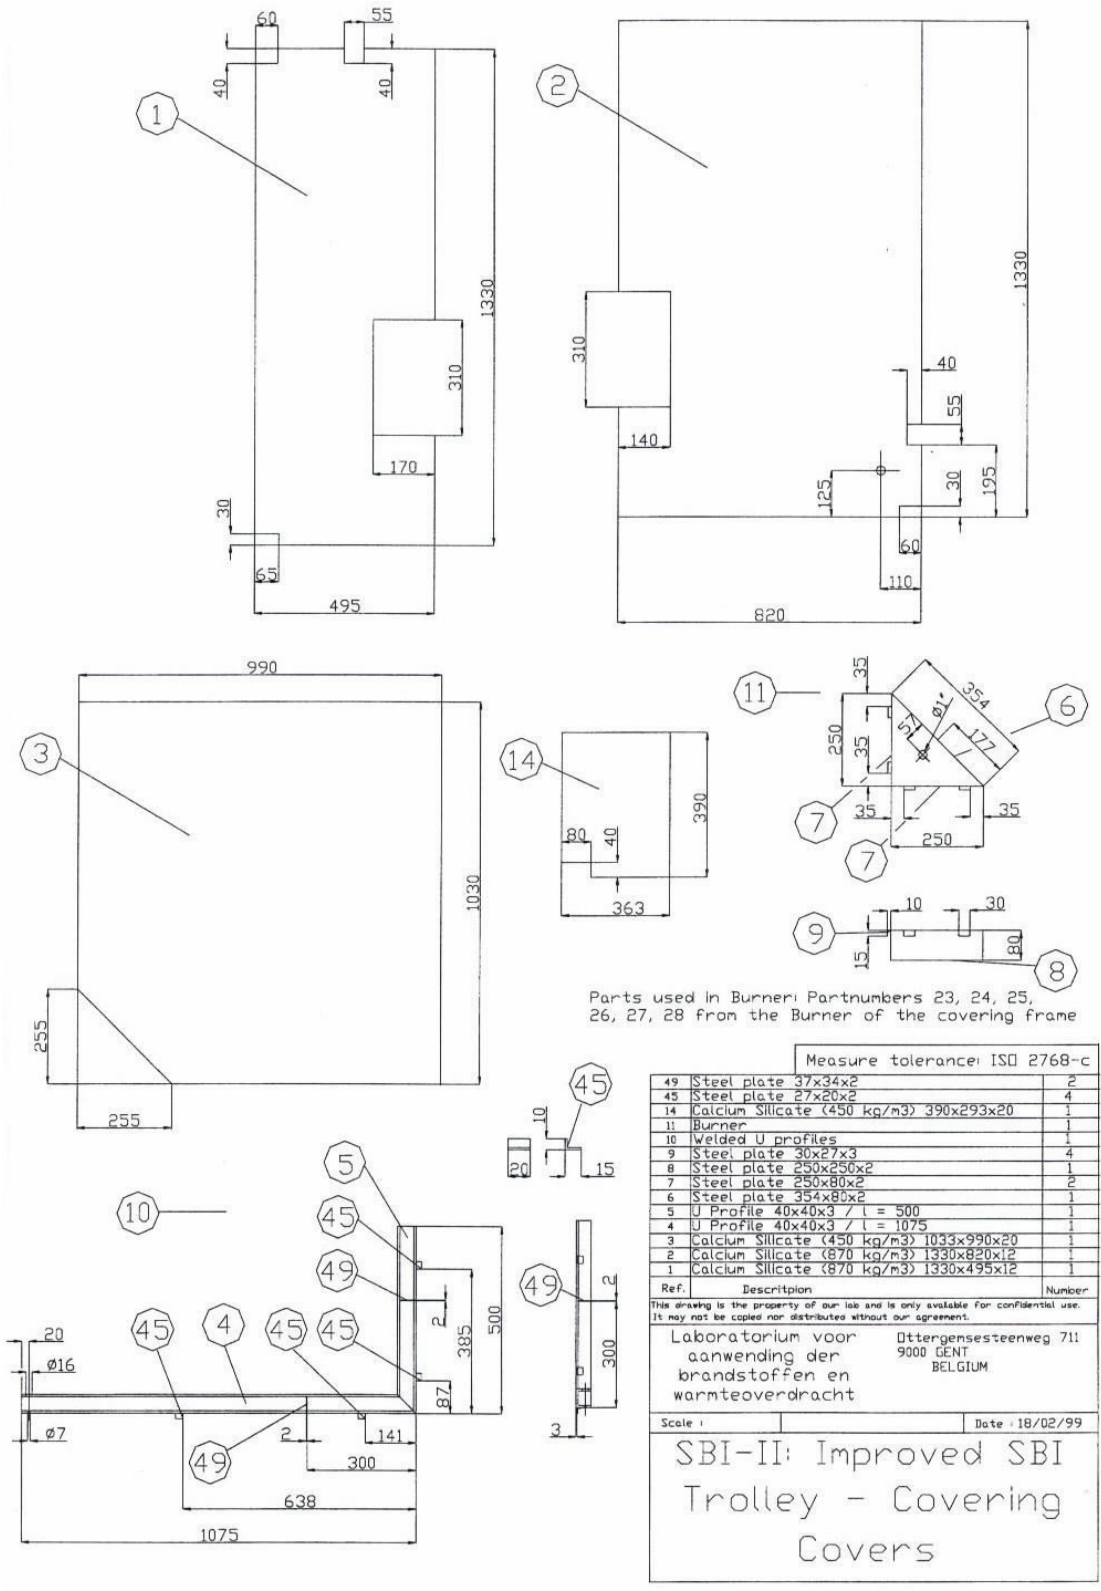 60
55
40
40
1
2
1330
1330
310
310
170
140
40
55
195
30
125
60
110
30
65
495
820
990
3
1030
255
255
14
390
80
40
363
11
35
354
6
ø1"
57
177
250
35
7
35
35
250
7
10
30
9
15
80
8
Parts used in Burner: Partnumbers 23, 24, 25,
26, 27, 28 from the Burner of the covering frame
Measure tolerance: ISO 2768-c
49 Steel plate 37x34x2 2
45 Steel plate 27x20x2 4
14 Calcium Silicate (450 kg/m3) 390x293x20 1
11 Burner 1
10 Welded U profiles 1
9 Steel plate 30x27x3 4
8 Steel plate 250x250x2 1
7 Steel plate 250x80x2 2
6 Steel plate 354x80x2 1
5 U Profile 40x40x3 / l = 500 1
4 U Profile 40x40x3 / l = 1075 1
3 Calcium Silicate (450 kg/m3) 1033x990x20 1
2 Calcium Silicate (870 kg/m3) 1330x820x12 1
1 Calcium Silicate (870 kg/m3) 1330x495x12 1
Ref. Descritpion Number
This drawing is the property of our lab and is only available for confidential use.
It may not be copied nor distributed without our agreement.
Laboratorium voor
aanwending der
brandstoffen en
warmteoverdracht
Ottergemsesteenweg 711
9000 GENT
BELGIUM
Scale :
Date : 18/02/99
SBI-II: Improved SBI
Trolley - Covering
Covers
45
10
20
15
5
10
45
49
2
500
385
87
45
4
45
45
20
ø16
ø7
49
2
141
300
638
1075
49
2
300
3